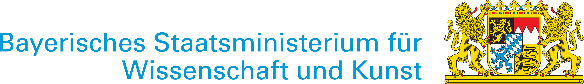 Bayerisches Staatsministerium für
Wissenschaft und Kunst